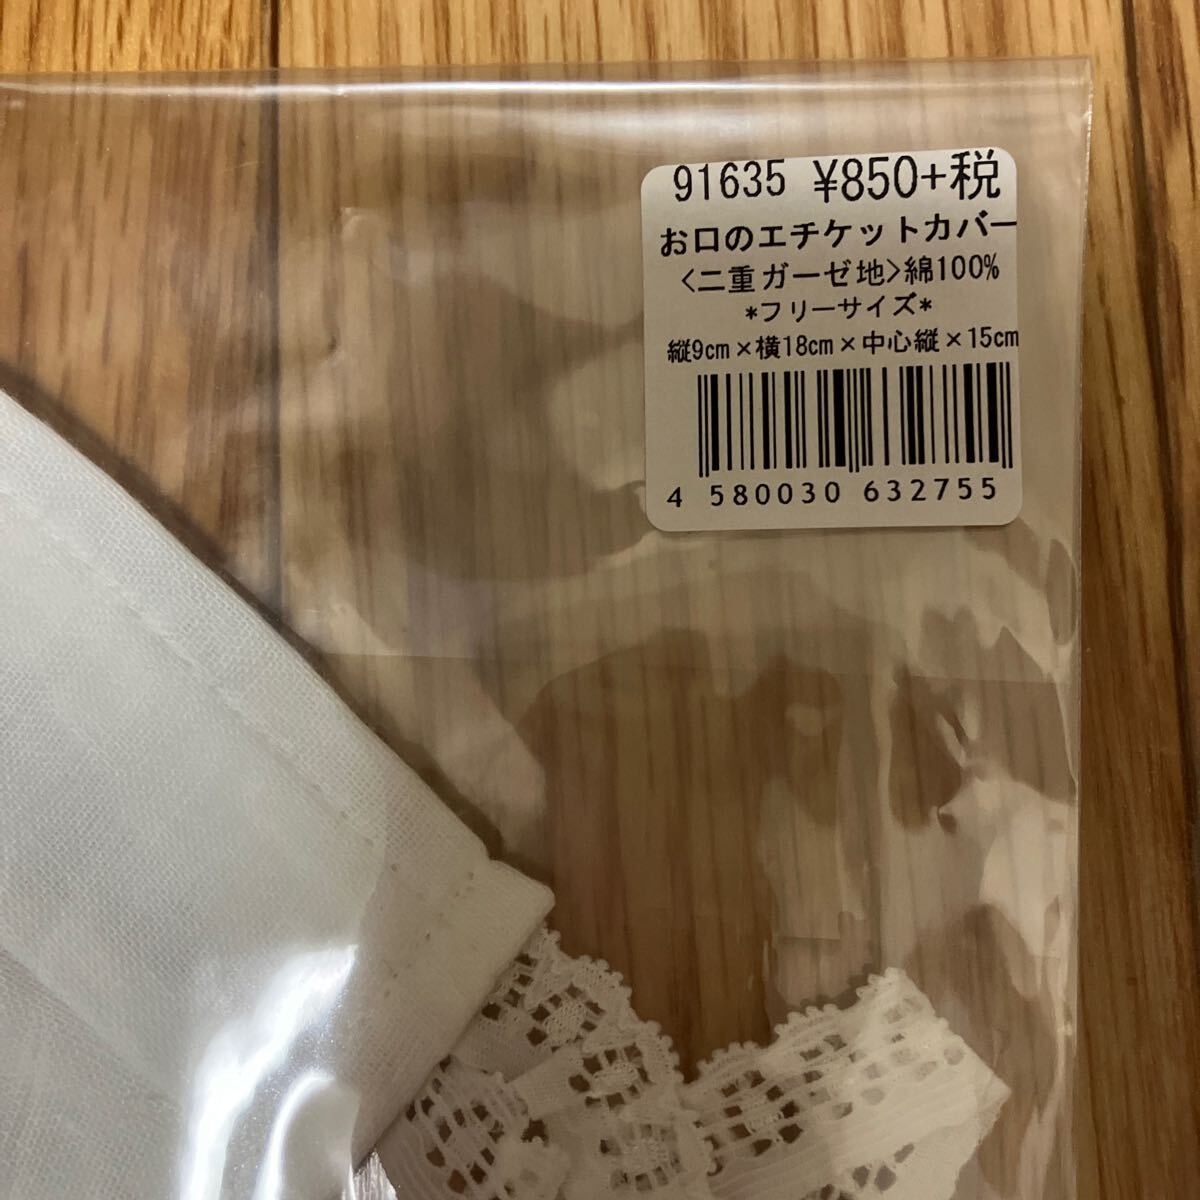 91635 ¥850+税
お口のエチケットカバー
<二重ガーゼ地>綿100%
*フリーサイズ*
縦9cm×横18cm×中心縦×15cm
4 580030 632755